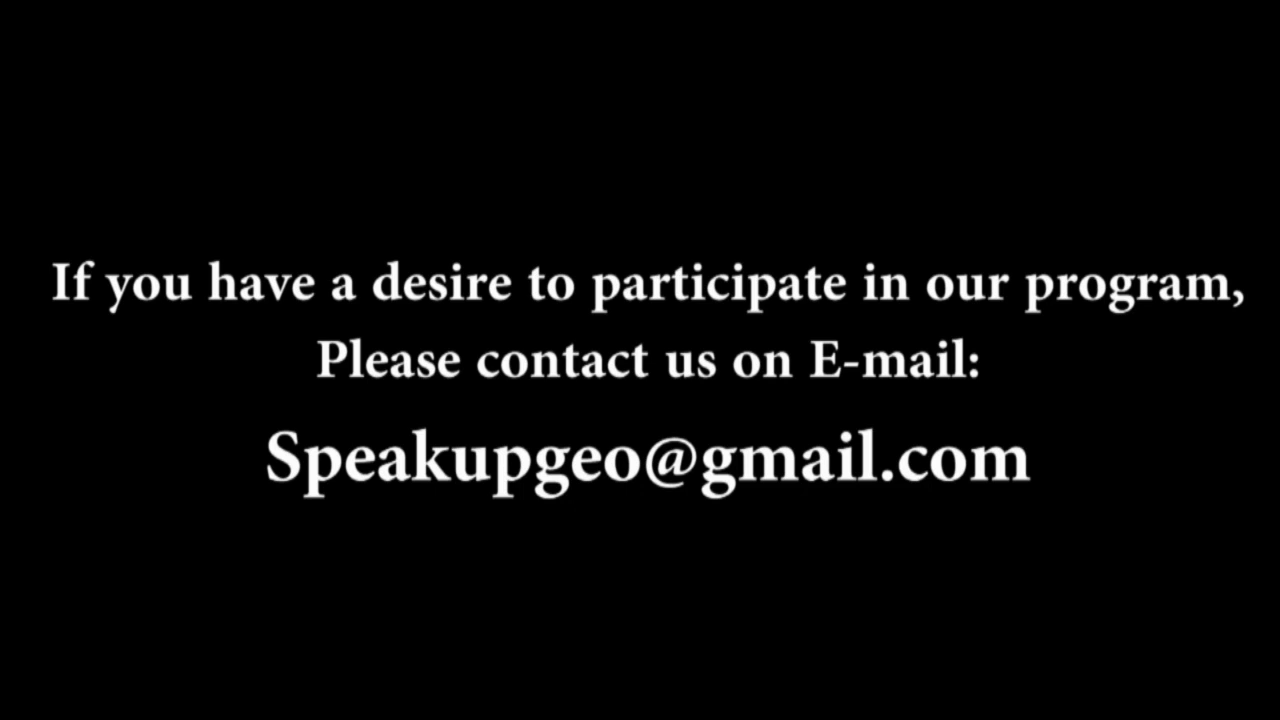 If you have a desire to participate in our program,
Please contact us on E-mail:
Speakupgeo@gmail.com